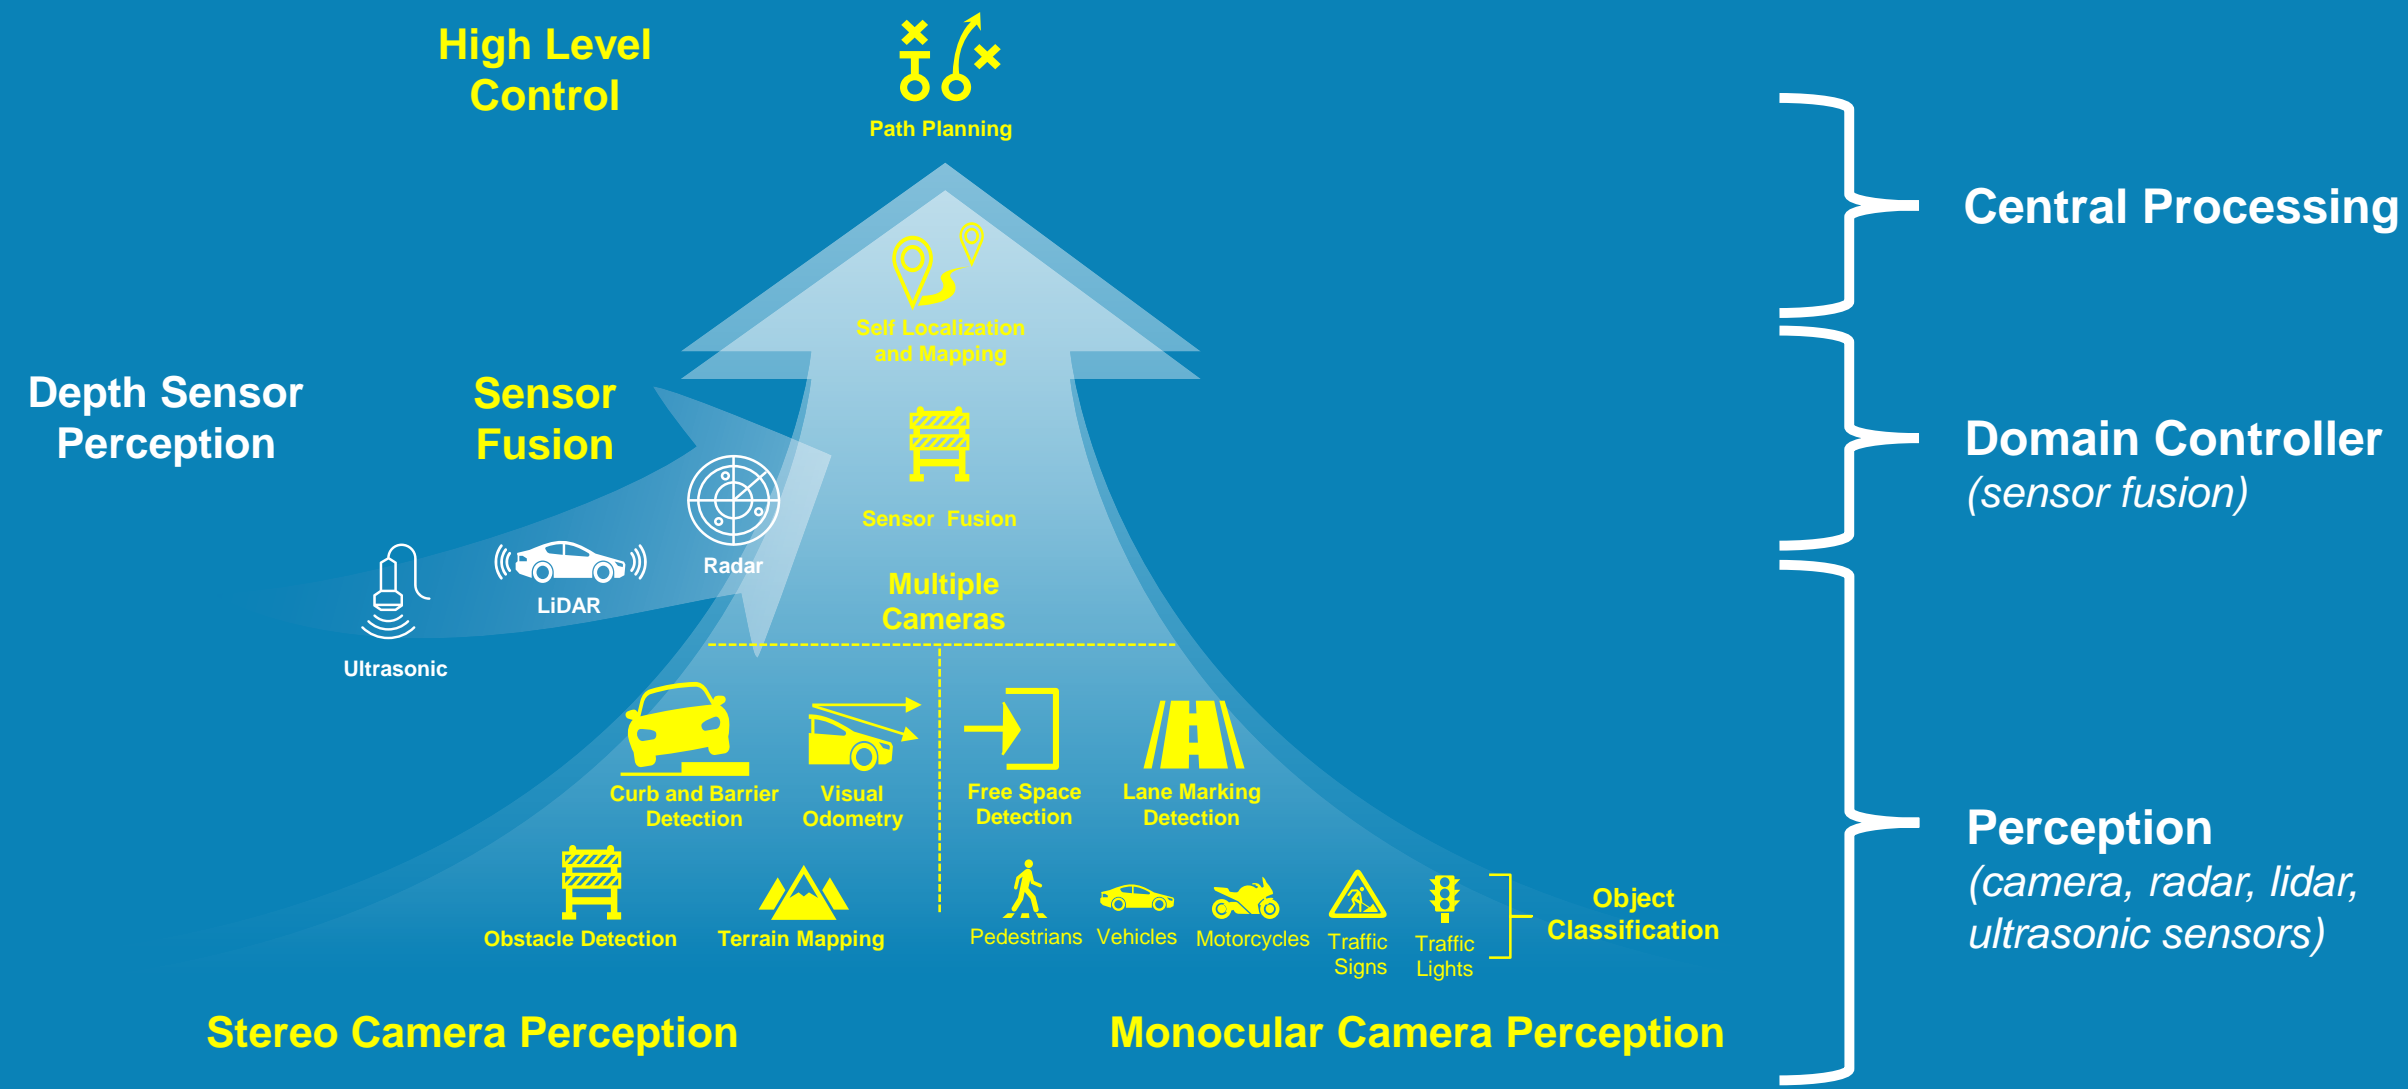 High Level
Control
Path Planning
Central Processing
Self Localization
and Mapping
Depth Sensor
Perception
Sensor
Fusion
Domain Controller
(sensor fusion)
Sensor Fusion
Radar
LiDAR
Ultrasonic
Multiple
Cameras
Curb and Barrier
Detection
Visual
Odometry
Free Space
Detection
Lane Marking
Detection
Obstacle Detection
Terrain Mapping
Pedestrians
Vehicles
Motorcycles
Traffic
Signs
Traffic
Lights
Object
Classification
Perception
(camera, radar, lidar,
ultrasonic sensors)
Stereo Camera Perception
Monocular Camera Perception